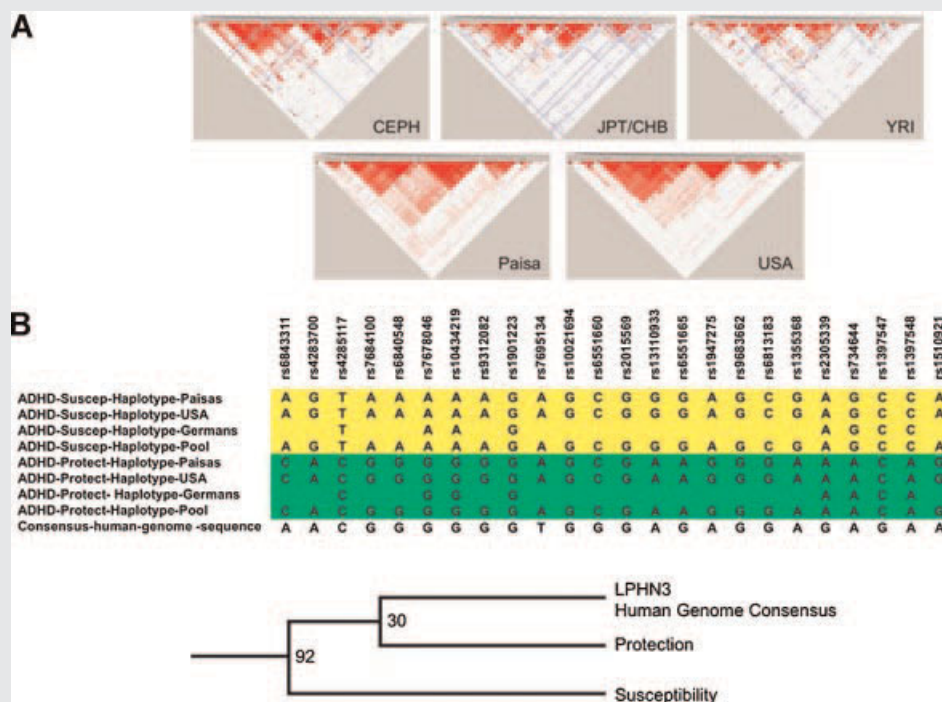 A
CEPH
JPT/CHB
YRI
Paisa
USA
B
rs6843311 rs4283700 rs4285117 rs7684100 rs6840548 rs7678046 rs10434219 rs9312082 rs1901223 rs7695134 rs10021694 rs6551660 rs2015569 rs13110933 rs6551665 rs1947275 rs9683662 rs6813183 rs1355368 rs2305339 rs734644 rs1397547 rs1397548 rs1510921
ADHD-Suscep-Haplotype-Paisas A G T A A A A A G A G C G G G A G C G A G C C A
ADHD-Suscep-Haplotype-USA A G T A A A A A G A G C G G G A G C G A G C C A
ADHD-Suscep-Haplotype-Germans T A A G A G C C
ADHD-Suscep-Haplotype-Pool A G T A A A A A G A G C G G G A G C G A G C C A
ADHD-Protect-Haplotype-Paisas C A C G G G G G G A G C G A A G G G A A A C A G
ADHD-Protect-Haplotype-USA C A C G G G G G G A G C G A A G G G A A A C A G
ADHD-Protect- Haplotype-Germans C G G G A A C A
ADHD-Protect-Haplotype-Pool C A C G G G G G G A G C G A A G G G A A A C A G
Consensus-human-genome -sequence A A C G G G G G G T G G G A G A G G A G A G A A
LPHN3
Human Genome Consensus
30
Protection
92
Susceptibility